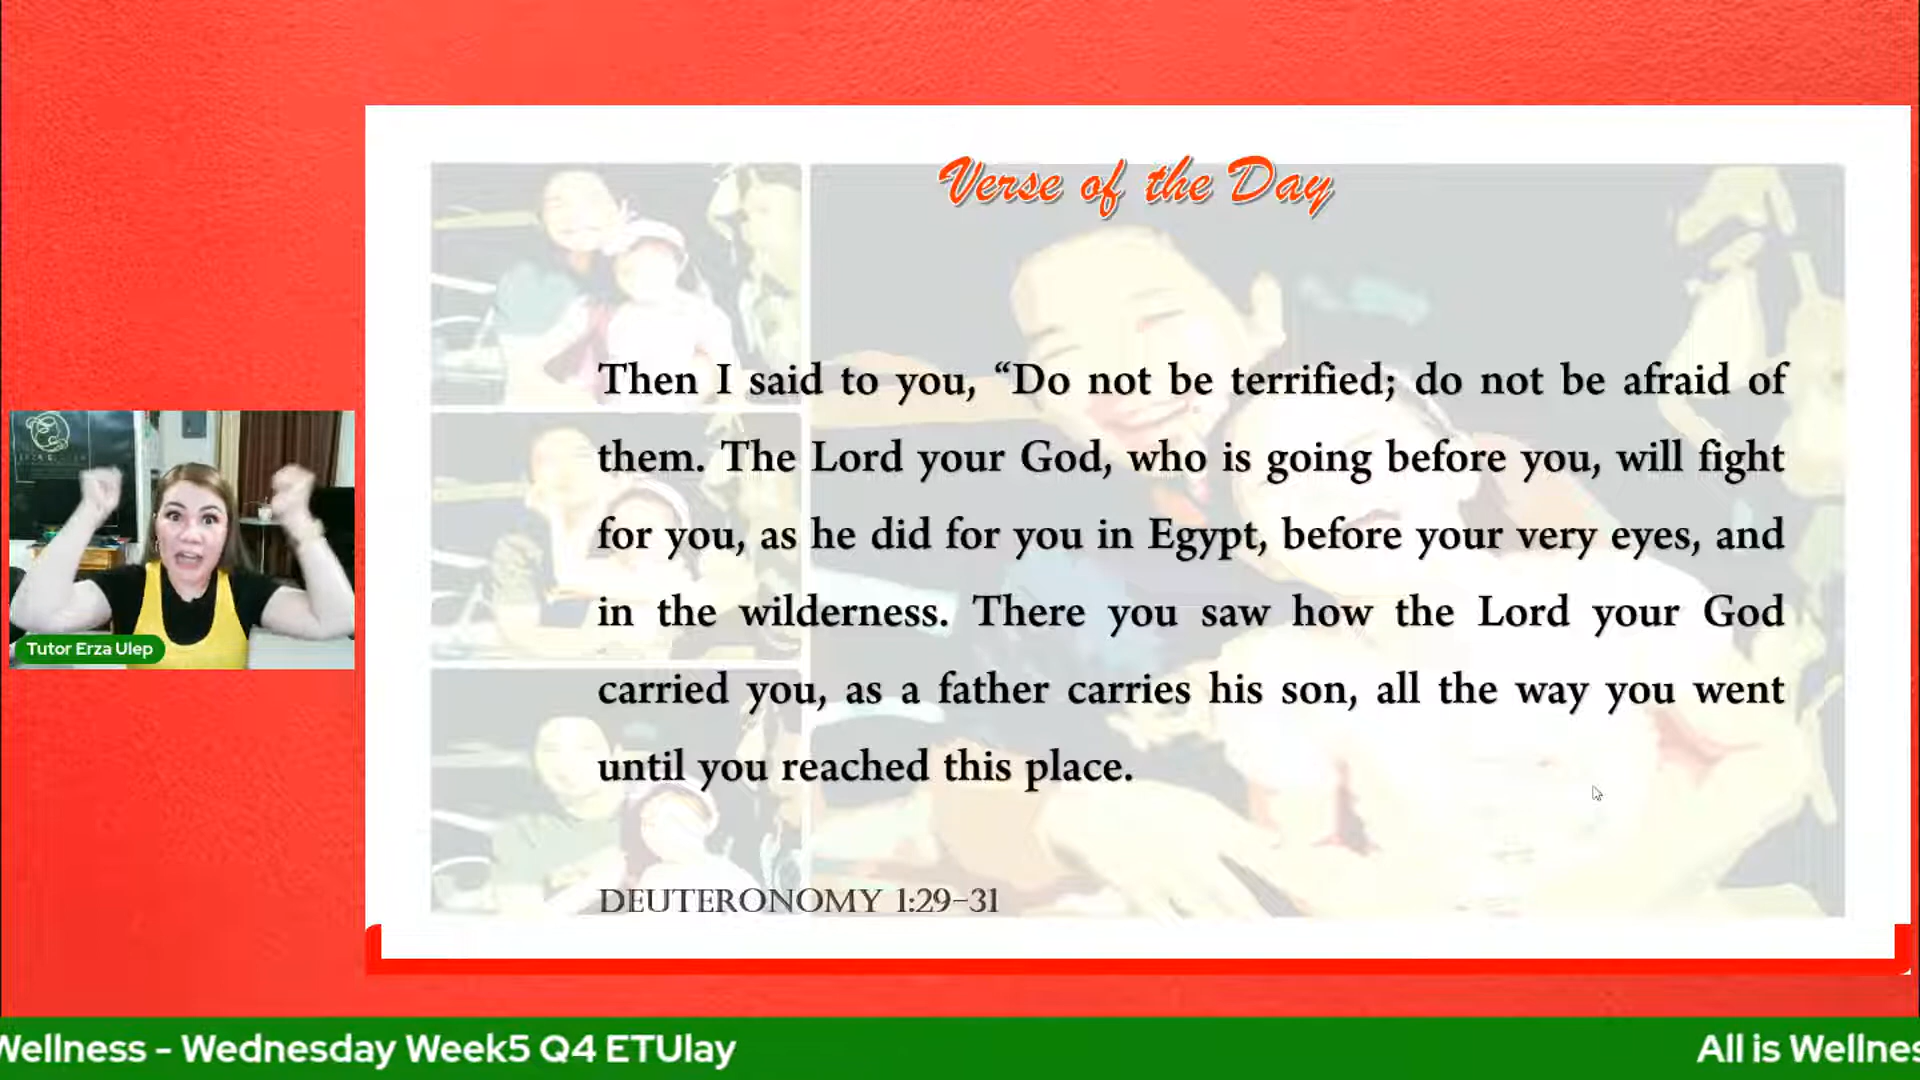 Verse of the Day
Then I said to you, “Do not be terrified; do not be afraid of
them. The Lord your God, who is going before you, will fight
for you, as he did for you in Egypt, before your very eyes, and
in the wilderness. There you saw how the Lord your God
carried you, as a father carries his son, all the way you went
until you reached this place.
DEUTERONOMY 1:29–31
Tutor Erza Ulep
Wellness - Wednesday Week5 Q4 ETUlay
All is Wellnes